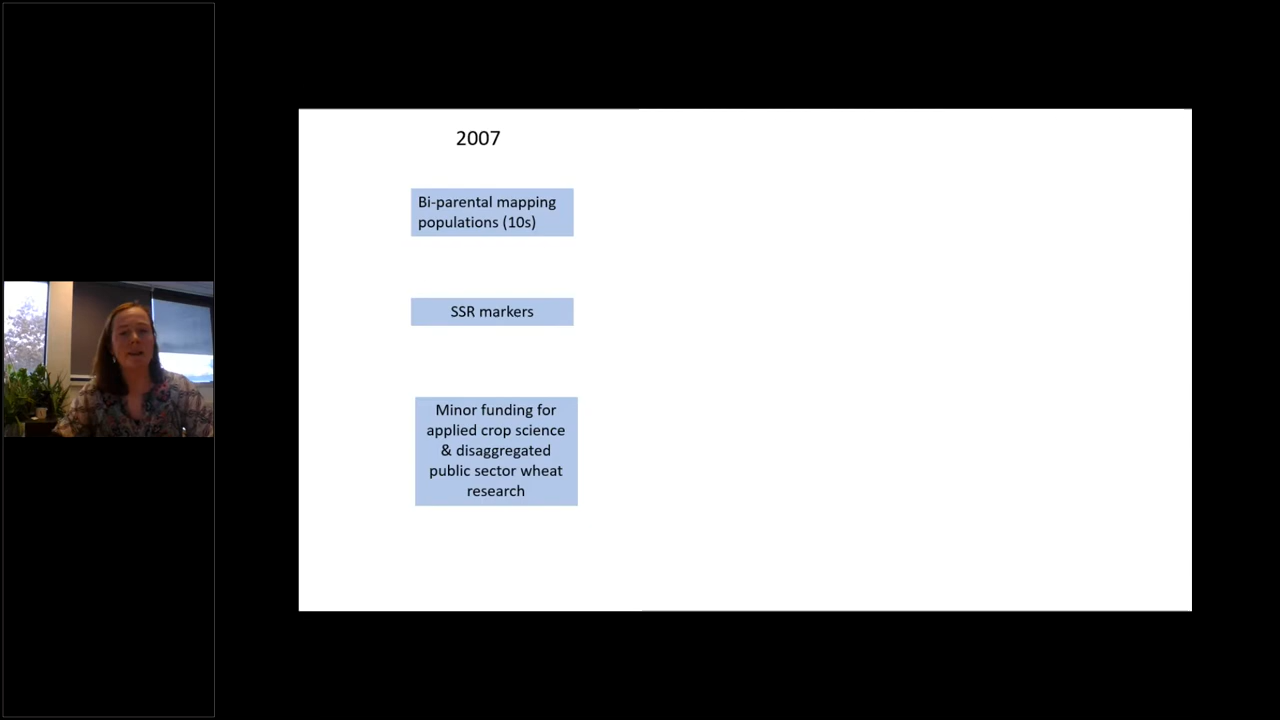 2007
Bi-parental mapping
populations (10s)
SSR markers
Minor funding for
applied crop science
& disaggregated
public sector wheat
research